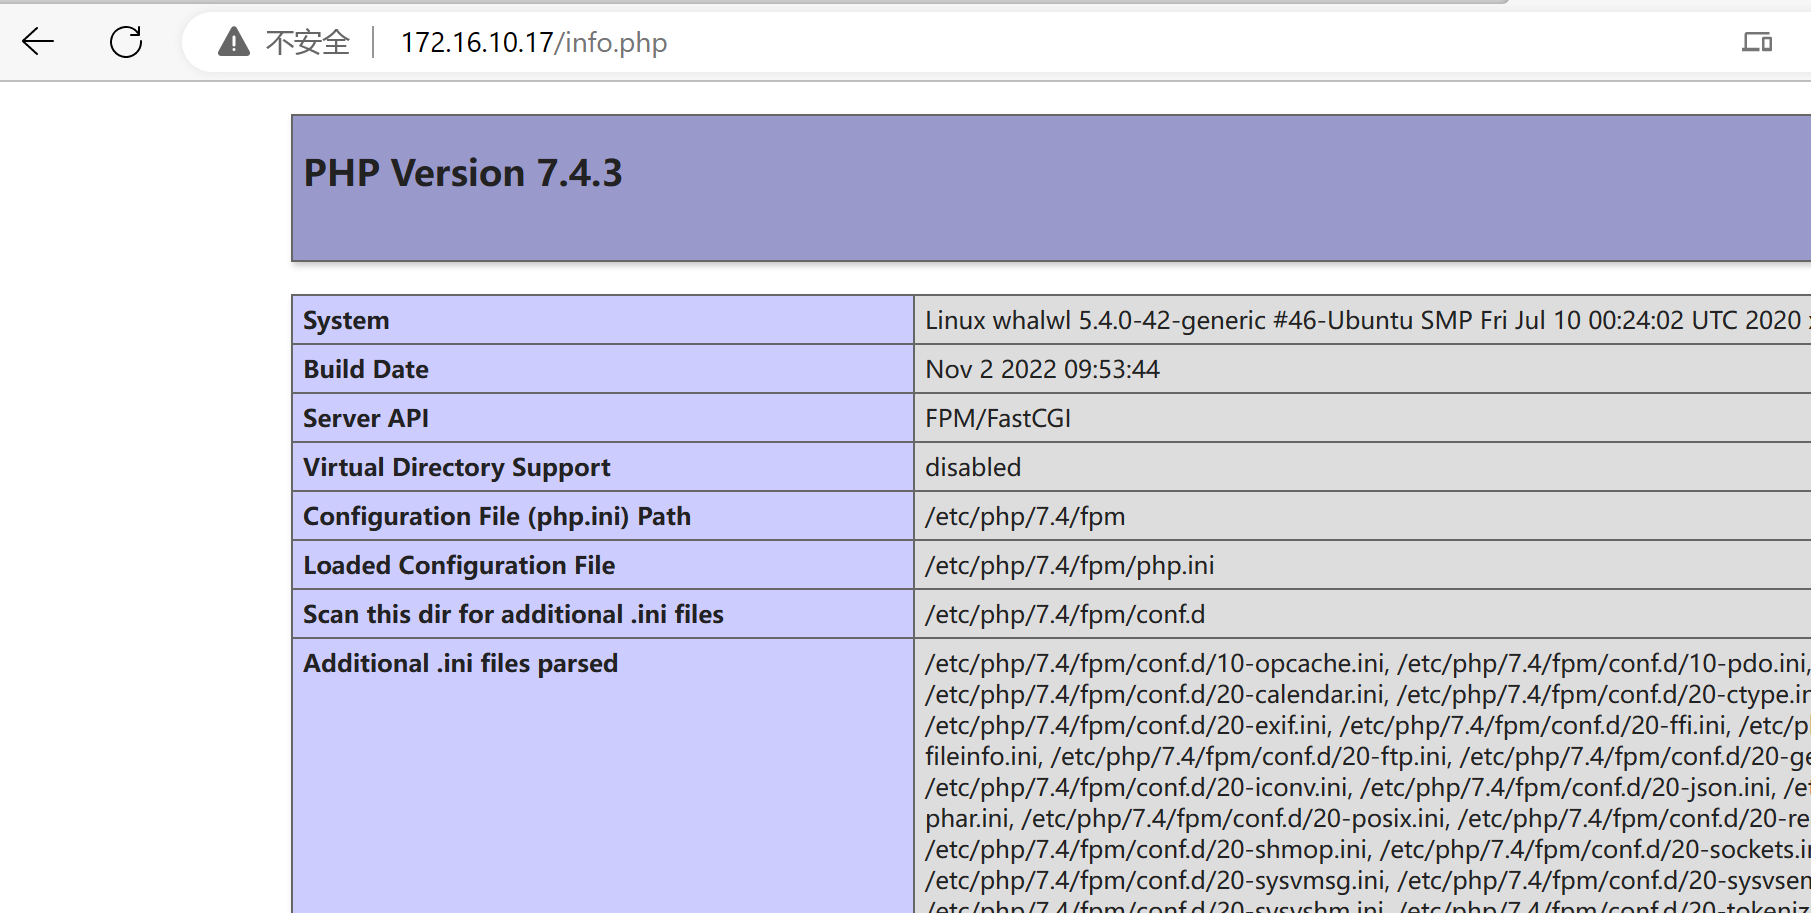 不安全 172.16.10.17/info.php
PHP Version 7.4.3
System Linux whalwl 5.4.0-42-generic #46-Ubuntu SMP Fri Jul 10 00:24:02 UTC 2020
Build Date Nov 2 2022 09:53:44
Server API FPM/FastCGI
Virtual Directory Support disabled
Configuration File (php.ini) Path /etc/php/7.4/fpm
Loaded Configuration File /etc/php/7.4/fpm/php.ini
Scan this dir for additional .ini files /etc/php/7.4/fpm/conf.d
Additional .ini files parsed /etc/php/7.4/fpm/conf.d/10-opcache.ini, /etc/php/7.4/fpm/conf.d/10-pdo.ini,
/etc/php/7.4/fpm/conf.d/20-calendar.ini, /etc/php/7.4/fpm/conf.d/20-ctype.in
/etc/php/7.4/fpm/conf.d/20-exif.ini, /etc/php/7.4/fpm/conf.d/20-ffi.ini, /etc/p
fileinfo.ini, /etc/php/7.4/fpm/conf.d/20-ftp.ini, /etc/php/7.4/fpm/conf.d/20-ge
/etc/php/7.4/fpm/conf.d/20-iconv.ini, /etc/php/7.4/fpm/conf.d/20-json.ini, /et
phar.ini, /etc/php/7.4/fpm/conf.d/20-posix.ini, /etc/php/7.4/fpm/conf.d/20-re
/etc/php/7.4/fpm/conf.d/20-shmop.ini, /etc/php/7.4/fpm/conf.d/20-sockets.in
/etc/php/7.4/fpm/conf.d/20-sysvmsg.ini, /etc/php/7.4/fpm/conf.d/20-sysvsen
/etc/php/7.4/fpm/conf.d/20-sysvshm.ini, /etc/php/7.4/fpm/conf.d/20-tokeniz